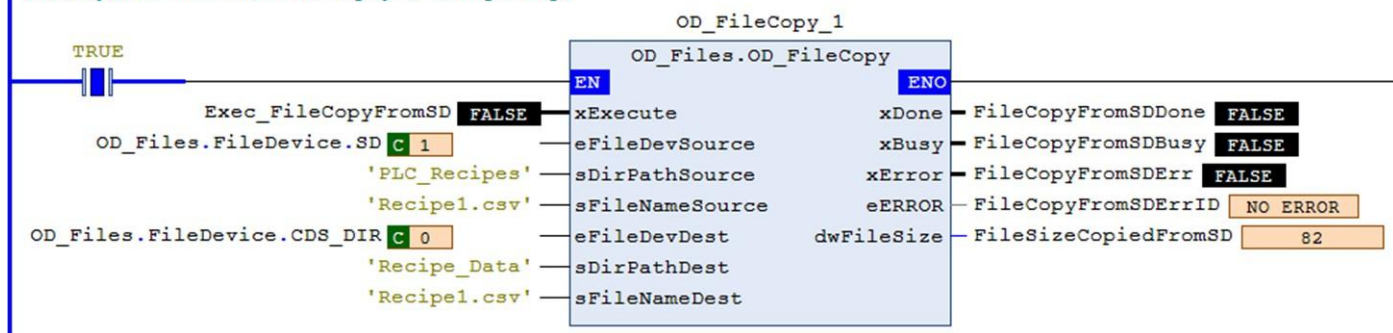 OD_FileCopy_1
TRUE
OD_Files.OD_FileCopy
EN ENO
Exec_FileCopyFromSD FALSE xExecute xDone FileCopyFromSDDone FALSE
OD_Files.FileDevice.SD C 1 eFileDevSource xBusy FileCopyFromSDBusy FALSE
'PLC_Recipes' sDirPathSource xError FileCopyFromSDErr FALSE
'Recipe1.csv' sFileNameSource eERROR FileCopyFromSDErrID NO ERROR
OD_Files.FileDevice.CDS_DIR C 0 eFileDevDest dwFileSize FileSizeCopiedFromSD 82
'Recipe_Data' sDirPathDest
'Recipe1.csv' sFileNameDest